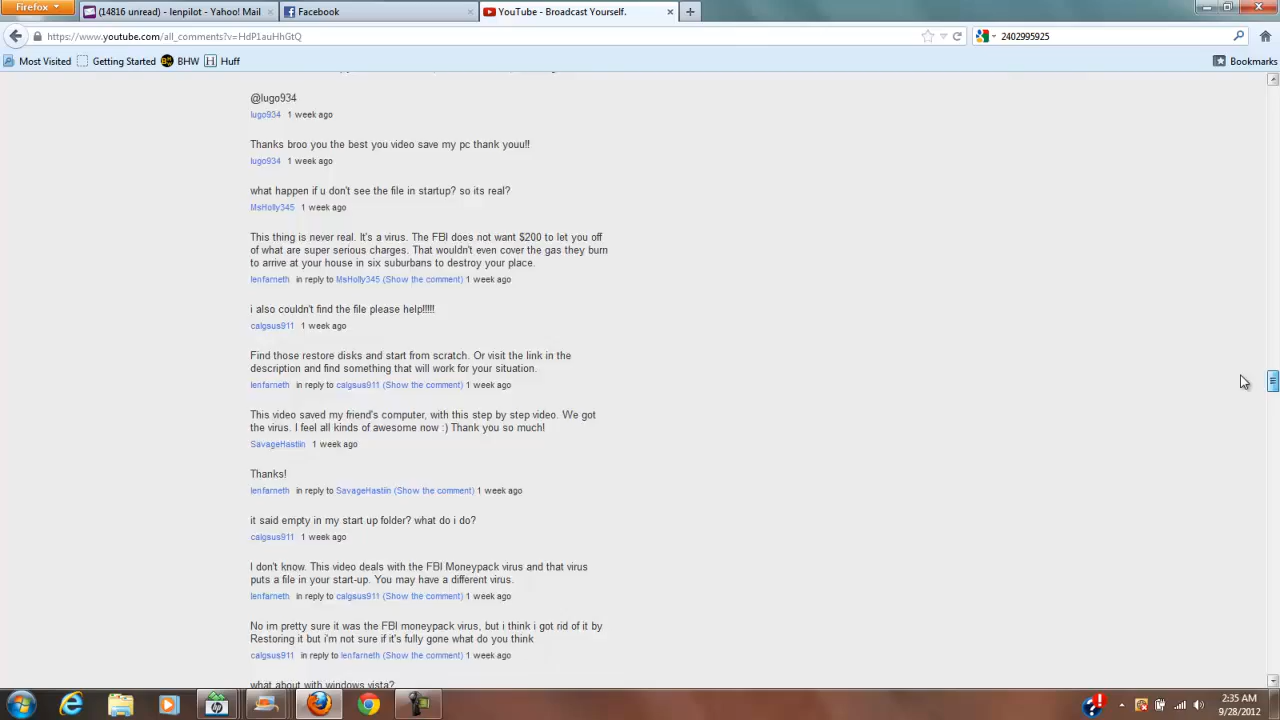 Firefox
(14816 unread) - lenpilot - Yahoo! Mail
Facebook
YouTube - Broadcast Yourself.
https://www.youtube.com/all_comments?v=HdP1auHhGtQ
2402995925
Most Visited
Getting Started
BHW
Huff
Bookmarks
@lugo934
lugo934 1 week ago
Thanks broo you the best you video save my pc thank youu!!
lugo934 1 week ago
what happen if u don't see the file in startup? so its real?
MsHolly345 1 week ago
This thing is never real. It's a virus. The FBI does not want $200 to let you off
of what are super serious charges. That wouldn't even cover the gas they burn
to arrive at your house in six suburbans to destroy your place.
lenfarneth in reply to MsHolly345 (Show the comment) 1 week ago
i also couldn't find the file please help!!!!!
calgsus911 1 week ago
Find those restore disks and start from scratch. Or visit the link in the
description and find something that will work for your situation.
lenfarneth in reply to calgsus911 (Show the comment) 1 week ago
This video saved my friend's computer, with this step by step video. We got
the virus. I feel all kinds of awesome now :) Thank you so much!
SavageHastiin 1 week ago
Thanks!
lenfarneth in reply to SavageHastiin (Show the comment) 1 week ago
it said empty in my start up folder? what do i do?
calgsus911 1 week ago
I don't know. This video deals with the FBI Moneypack virus and that virus
puts a file in your start-up. You may have a different virus.
lenfarneth in reply to calgsus911 (Show the comment) 1 week ago
No im pretty sure it was the FBI moneypack virus, but i think i got rid of it by
Restoring it but i'm not sure if it's fully gone what do you think
calgsus911 in reply to lenfarneth (Show the comment) 1 week ago
what about with windows vista?
2:35 AM
9/28/2012